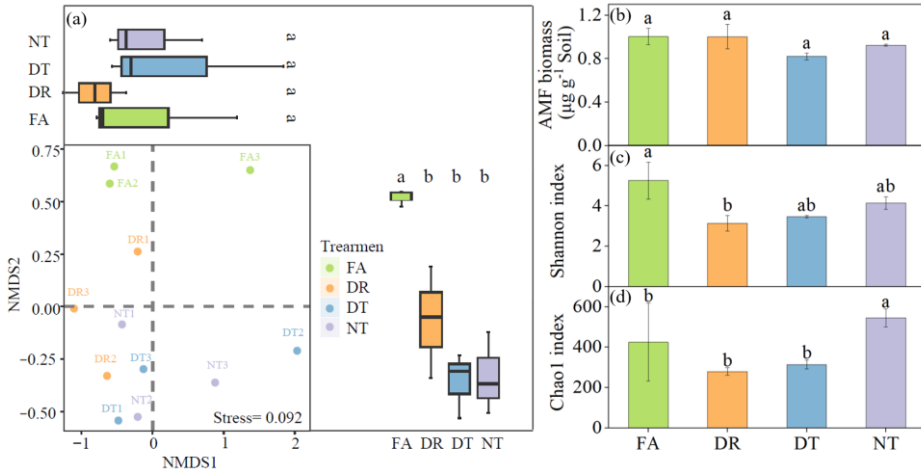 (a)
NT
DT
DR
FA
a
a
a
a
0.75
0.50
0.25
0.00
−0.25
−0.50
NMDS2
FA1
FA2
FA3
DR1
DR3
NT1
DR2
DT3
DT2
NT3
DT1
NT2
Stress= 0.092
−1
0
1
2
NMDS1
a b b b
Trearmen
FA
DR
DT
NT
FA DR DT NT
(b)
AMF biomass
(μg g-1 Soil)
1.2
0.8
0.4
0.0
a a a a
(c)
Shannon index
6
4
2
0
a b ab ab
(d)
Chao1 index
600
400
200
0
b b b a
FA DR DT NT